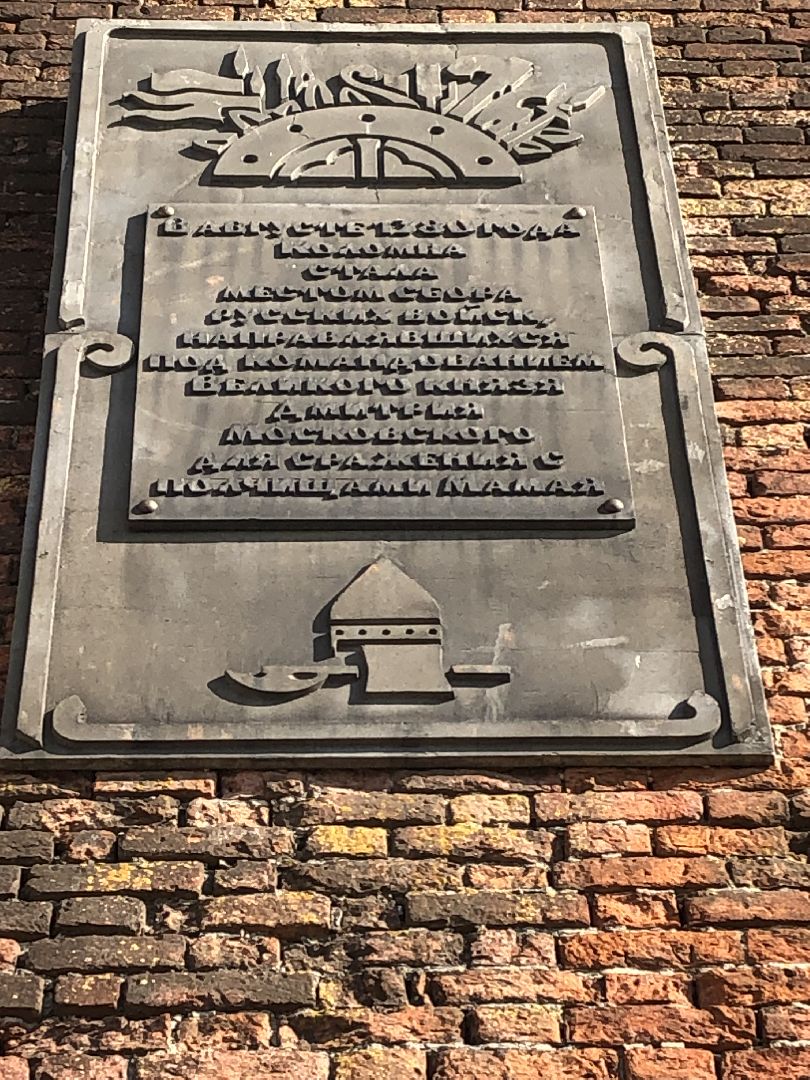 В августе 1380 года
Коломна
стала
местом сбора
русских войск,
направлявшихся
под командованием
Великого князя
Дмитрия
Московского
для сражения с
полчищами Мамая